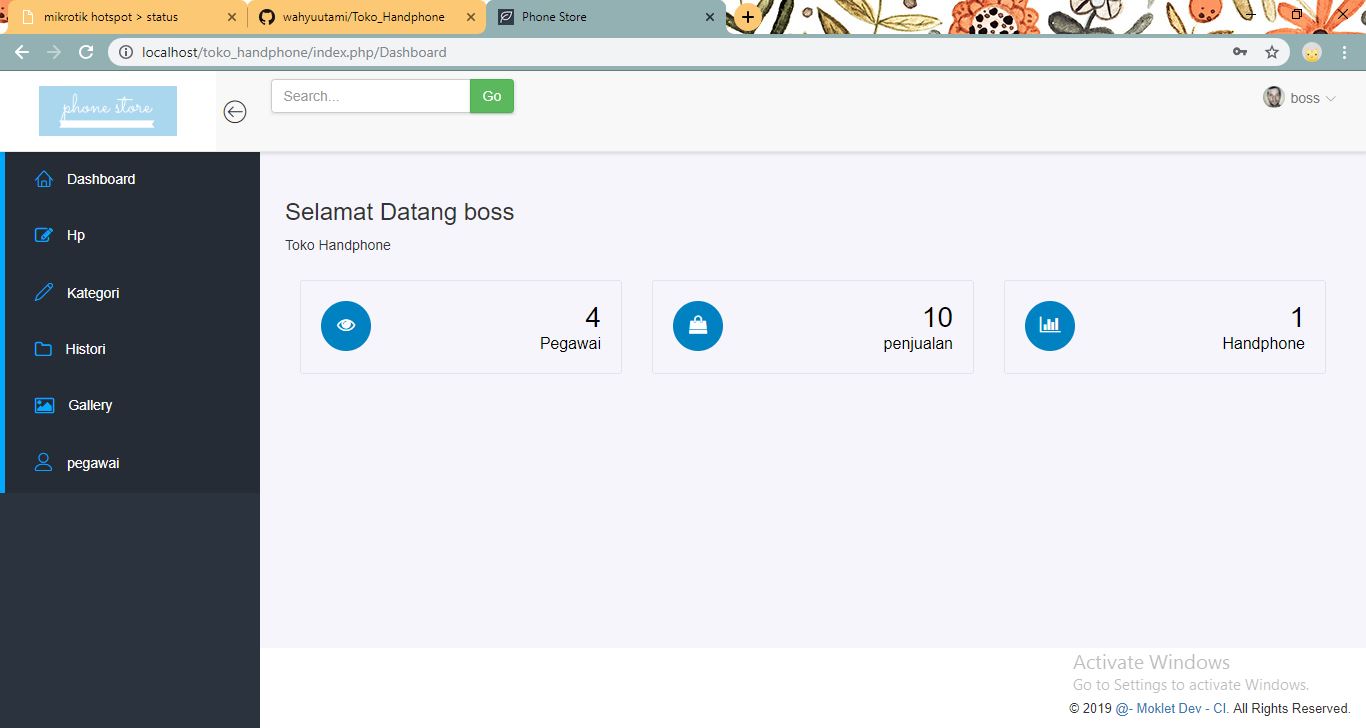 mikrotik hotspot > status
wahyuutami/Toko_Handphone
Phone Store
localhost/toko_handphone/index.php/Dashboard
phone store
Search...
Go
boss
Dashboard
Hp
Kategori
Histori
Gallery
pegawai
Selamat Datang boss
Toko Handphone
4
Pegawai
10
penjualan
1
Handphone
Activate Windows
Go to Settings to activate Windows.
© 2019 @- Moklet Dev - CI. All Rights Reserved.